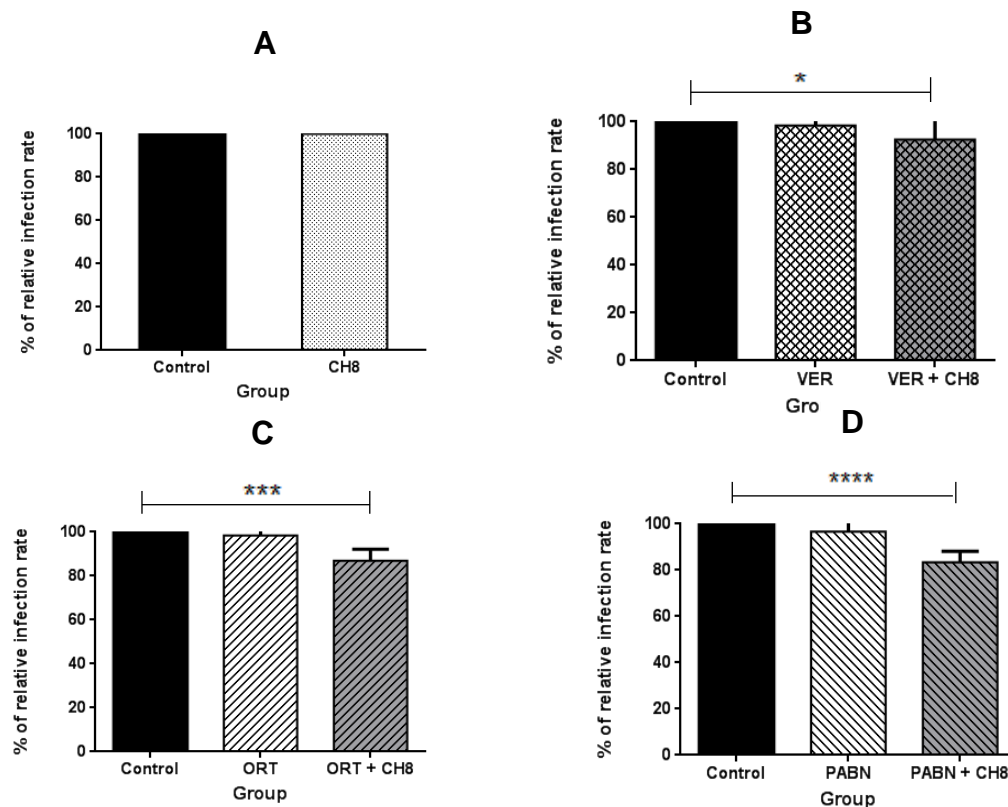 A
% of relative infection rate
100
80
60
40
20
0
Control CH8
Group
B
*
% of relative infection rate
100
80
60
40
20
0
Control VER VER + CH8
Gro
C
***
% of relative infection rate
100
80
60
40
20
0
Control ORT ORT + CH8
Group
D
****
% of relative infection rate
100
80
60
40
20
0
Control PABN PABN + CH8
Group